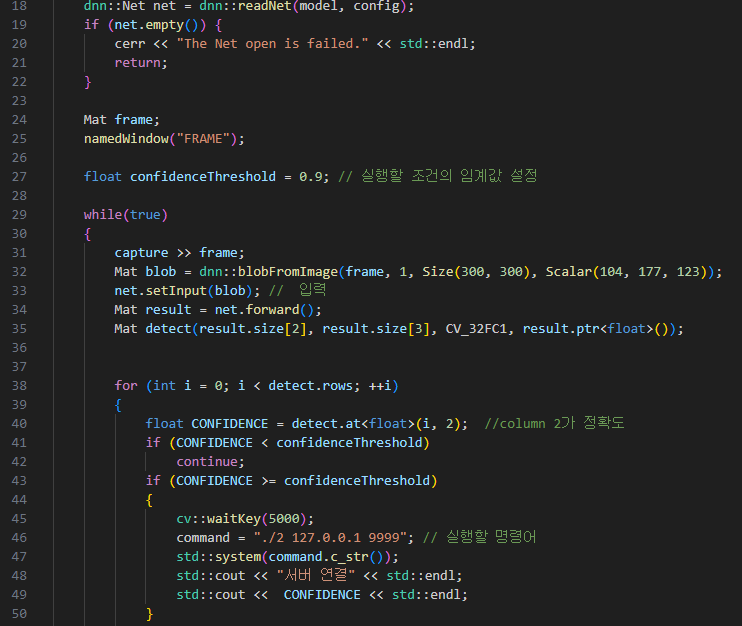 18 dnn::Net net = dnn::readNet(model, config);
19 if (net.empty()) {
20 cerr << "The Net open is failed." << std::endl;
21 return;
22 }
23
24 Mat frame;
25 namedWindow("FRAME");
26
27 float confidenceThreshold = 0.9; // 실행할 조건의 임계값 설정
28
29 while(true)
30 {
31 capture >> frame;
32 Mat blob = dnn::blobFromImage(frame, 1, Size(300, 300), Scalar(104, 177, 123));
33 net.setInput(blob); //  입력
34 Mat result = net.forward();
35 Mat detect(result.size[2], result.size[3], CV_32FC1, result.ptr<float>());
36
37
38 for (int i = 0; i < detect.rows; ++i)
39 {
40 float CONFIDENCE = detect.at<float>(i, 2);  //column 2가 정확도
41 if (CONFIDENCE < confidenceThreshold)
42 continue;
43 if (CONFIDENCE >= confidenceThreshold)
44 {
45 cv::waitKey(5000);
46 command = "./2 127.0.0.1 9999"; // 실행할 명령어
47 std::system(command.c_str());
48 std::cout << "서버 연결" << std::endl;
49 std::cout <<  CONFIDENCE << std::endl;
50 }